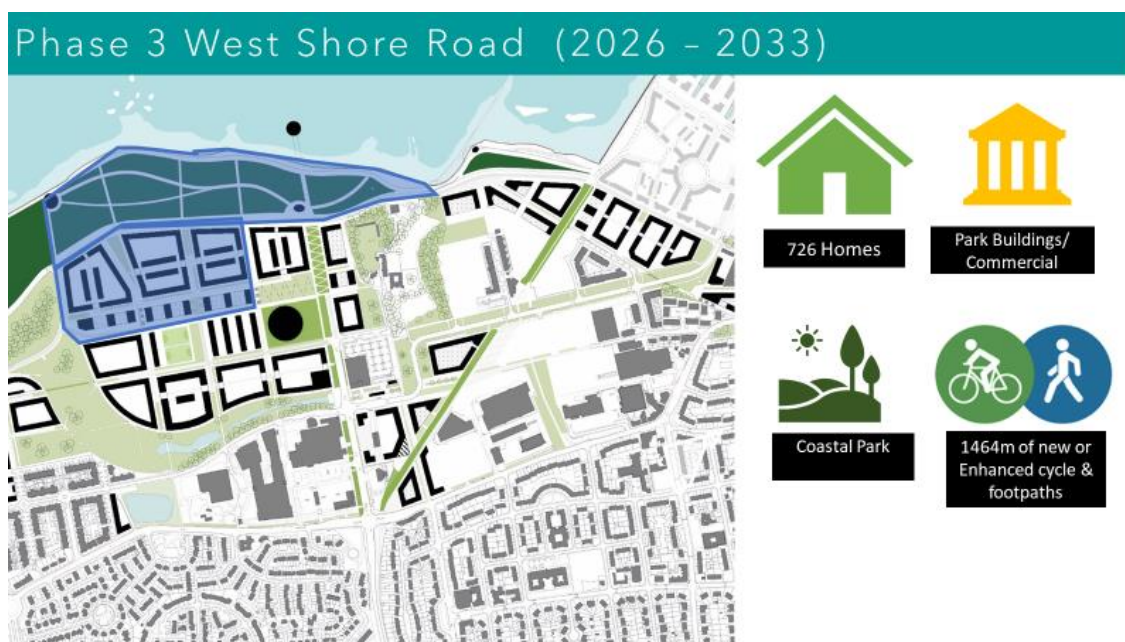 Phase 3 West Shore Road (2026 – 2033)
726 Homes
Park Buildings/
Commercial
Coastal Park
1464m of new or
Enhanced cycle &
footpaths